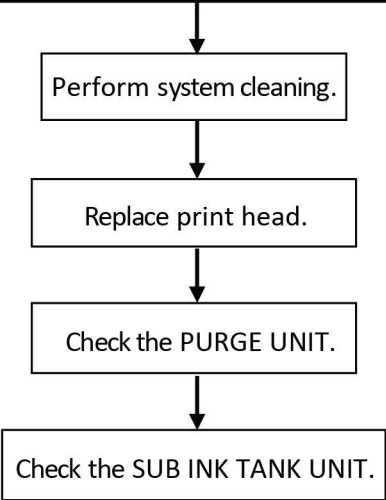 Perform system cleaning.
Replace print head.
Check the PURGE UNIT.
Check the SUB INK TANK UNIT.